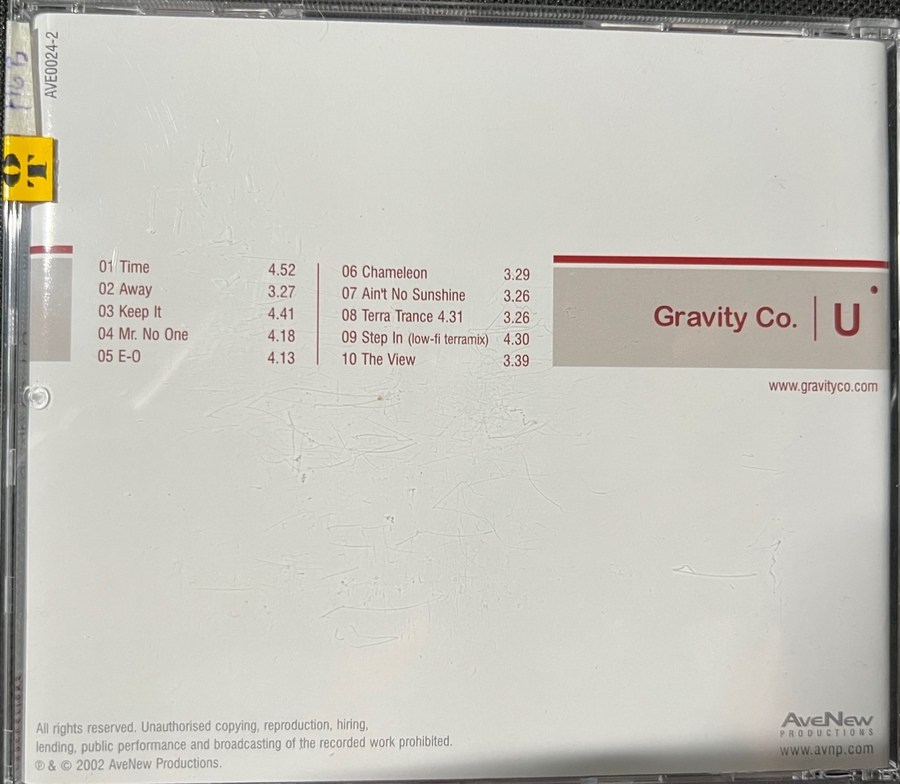 AVE0024-2
T
01 Time 4.52
02 Away 3.27
03 Keep It 4.41
04 Mr. No One 4.18
05 E-O 4.13
06 Chameleon 3.29
07 Ain't No Sunshine 3.26
08 Terra Trance 4.31 3.26
09 Step In (low-fi terramix) 4.30
10 The View 3.39
Gravity Co. | U
www.gravityco.com
All rights reserved. Unauthorised copying, reproduction, hiring,
lending, public performance and broadcasting of the recorded work prohibited.
℗ & © 2002 AveNew Productions.
AVENEW
PRODUCTIONS
www.avnp.com